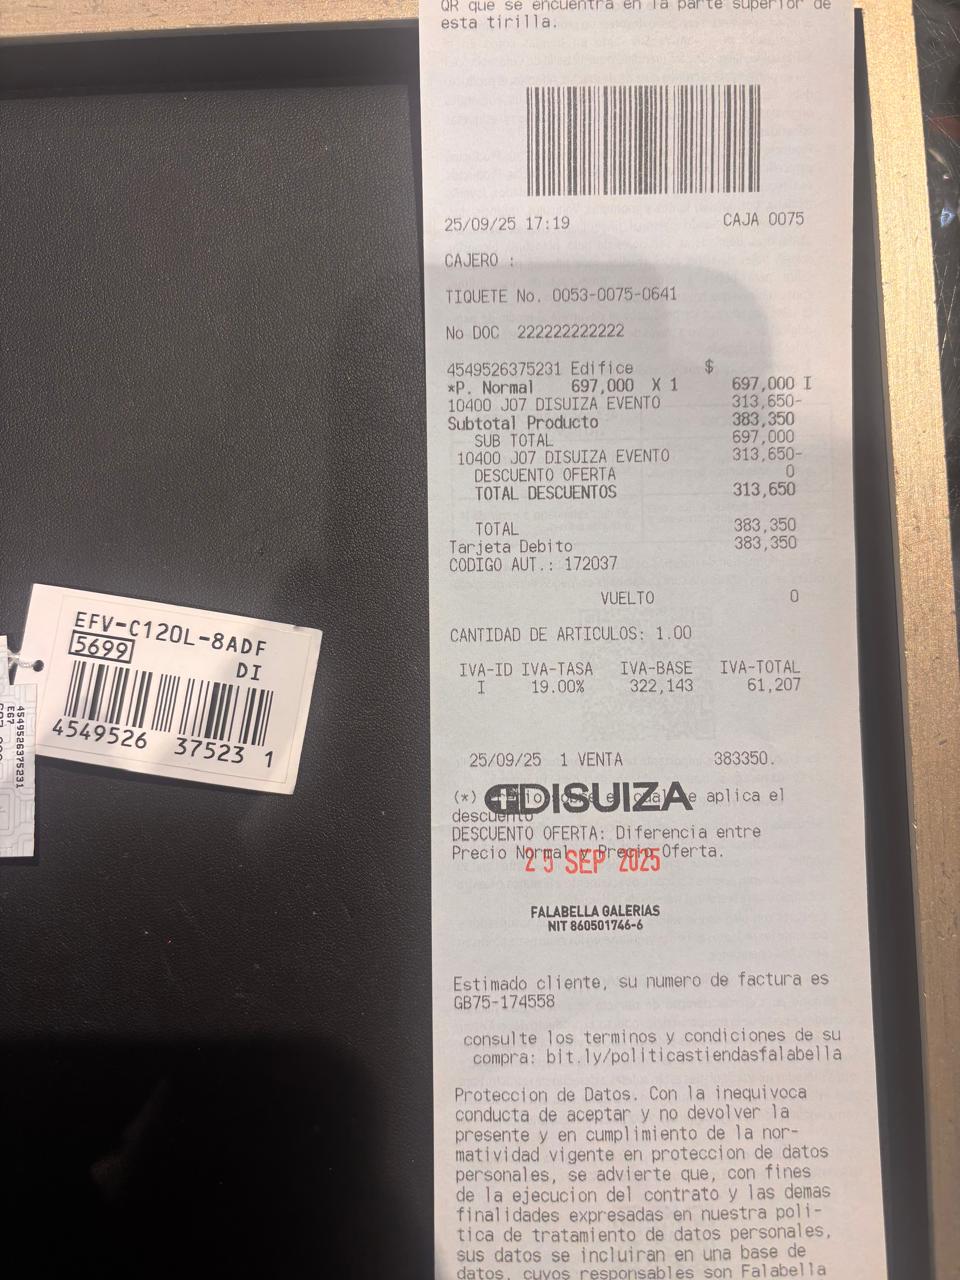 QR que se encuentra en la parte superior de
esta tirilla.
25/09/25 17:19 CAJA 0075
CAJERO :
TIQUETE No. 0053-0075-0641
No DOC 222222222222
4549526375231 Edifice $
*P. Normal 697,000 X 1 697,000 I
10400 J07 DISUIZA EVENTO 313,650-
Subtotal Producto 383,350
SUB TOTAL 697,000
10400 J07 DISUIZA EVENTO 313,650-
DESCUENTO OFERTA 0
TOTAL DESCUENTOS 313,650
TOTAL 383,350
Tarjeta Debito 383,350
CODIGO AUT.: 172037
VUELTO 0
CANTIDAD DE ARTICULOS: 1.00
IVA-ID IVA-TASA IVA-BASE IVA-TOTAL
I 19.00% 322,143 61,207
25/09/25 1 VENTA 383350.
DISUIZA
(*) aplica el
descuento
DESCUENTO OFERTA: Diferencia entre
Precio Normal y Precio Oferta.
25 SEP 2025
FALABELLA GALERIAS
NIT 860501746-6
Estimado cliente, su numero de factura es
GB75-174558
consulte los terminos y condiciones de su
compra: bit.ly/politicastiendasfalabella
Proteccion de Datos. Con la inequivoca
conducta de aceptar y no devolver la
presente y en cumplimiento de la nor-
matividad vigente en proteccion de datos
personales, se advierte que, con fines
de la ejecucion del contrato y las demas
finalidades expresadas en nuestra poli-
tica de tratamiento de datos personales,
sus datos se incluiran en una base de
datos, cuyos responsables son Falabella
EFV-C120L-8ADF
5699 DI
4549526 37523 1
4549526375231
E67